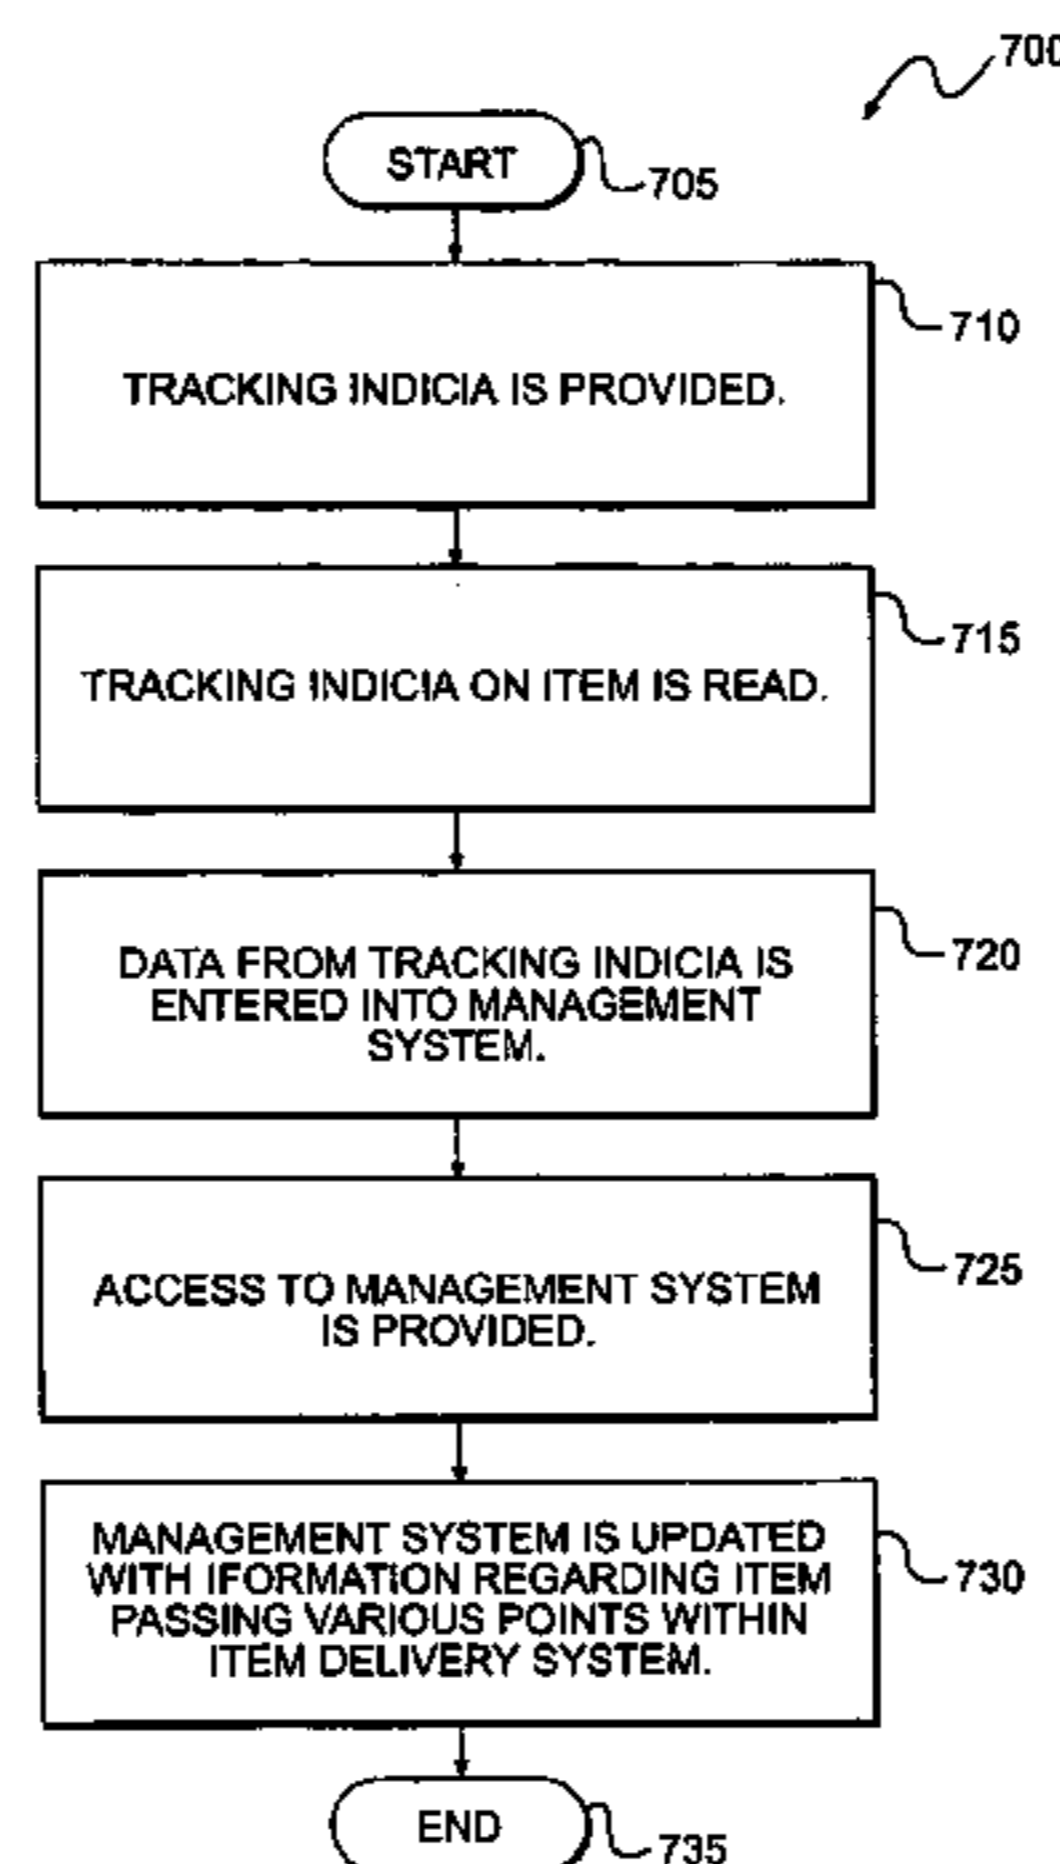 700
START
705
TRACKING INDICIA IS PROVIDED.
710
TRACKING INDICIA ON ITEM IS READ.
715
DATA FROM TRACKING INDICIA IS
ENTERED INTO MANAGEMENT
SYSTEM.
720
ACCESS TO MANAGEMENT SYSTEM
IS PROVIDED.
725
MANAGEMENT SYSTEM IS UPDATED
WITH IFORMATION REGARDING ITEM
PASSING VARIOUS POINTS WITHIN
ITEM DELIVERY SYSTEM.
730
END
735